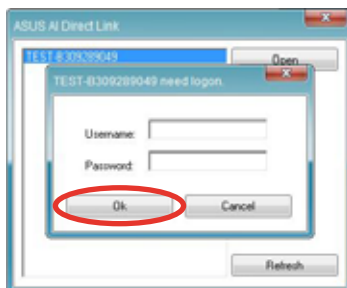 ASUS AI Direct Link
TEST-B309289049
Open
TEST-B309289049 need logon.
Username:
Password:
Ok
Cancel
Refresh